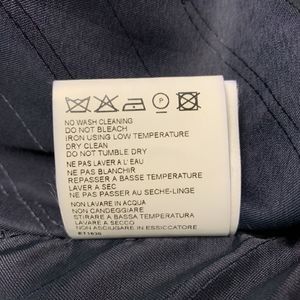 P
NO WASH CLEANING
DO NOT BLEACH
IRON USING LOW TEMPERATURE
DRY CLEAN
DO NOT TUMBLE DRY
NE PAS LAVER A L' EAU
NE PAS BLANCHIR
REPASSER A BASSE TEMPERATURE
LAVER A SEC
NE PAS PASSER AU SECHE-LINGE
NON LAVARE IN ACQUA
NON CANDEGGIARE
STIRARE A BASSA TEMPERATURA
LAVARE A SECCO
NON ASCIUGARE IN ESSICCATORE